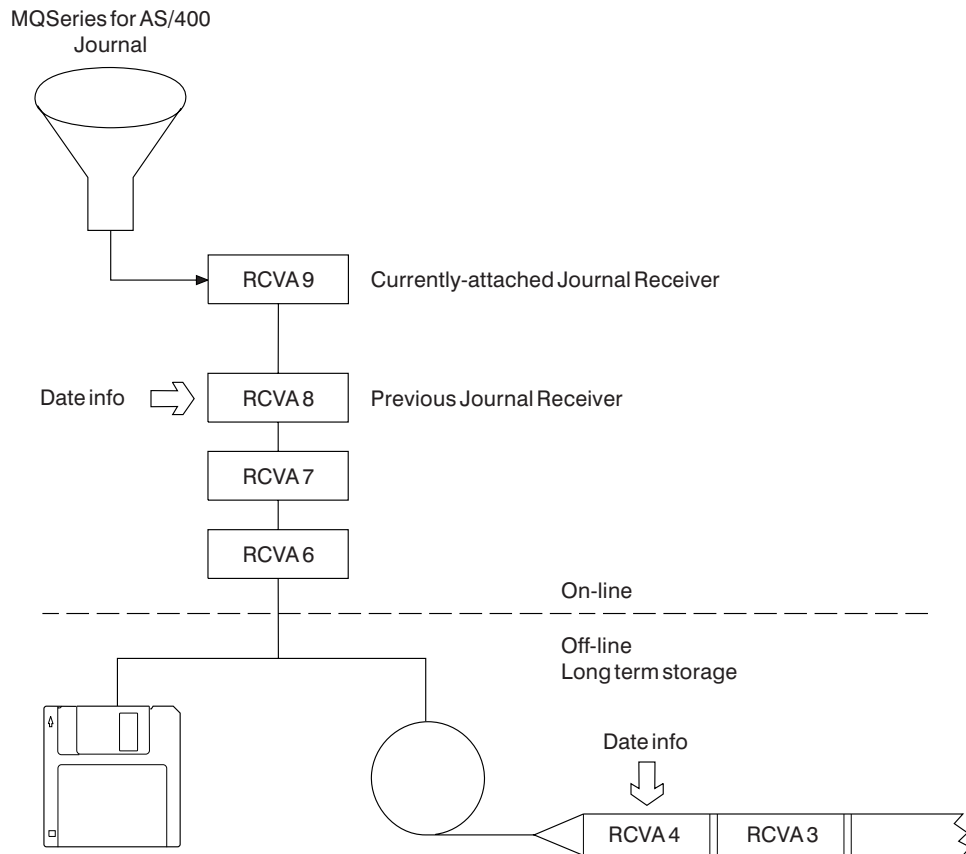 MQSeries for AS/400
Journal
RCVA 9
Currently-attached Journal Receiver
Date info
RCVA 8
Previous Journal Receiver
RCVA 7
RCVA 6
On-line
Off-line
Long term storage
Date info
RCVA 4
RCVA 3